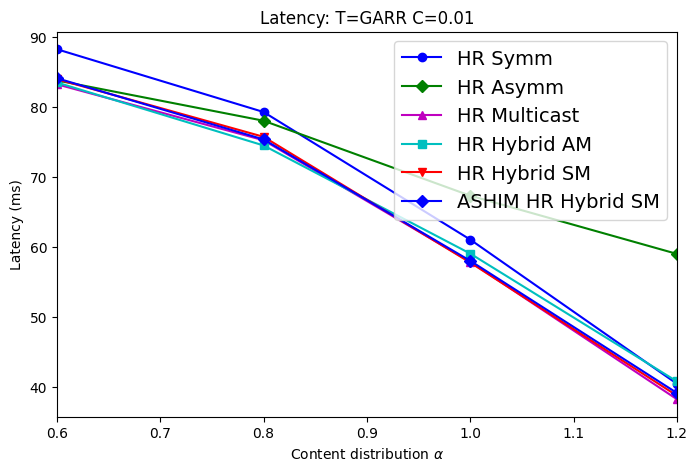 Latency: T=GARR C=0.01
90
80
70
60
50
40
Latency (ms)
HR Symm
HR Asymm
HR Multicast
HR Hybrid AM
HR Hybrid SM
ASHIM HR Hybrid SM
0.6 0.7 0.8 0.9 1.0 1.1 1.2
Content distribution α